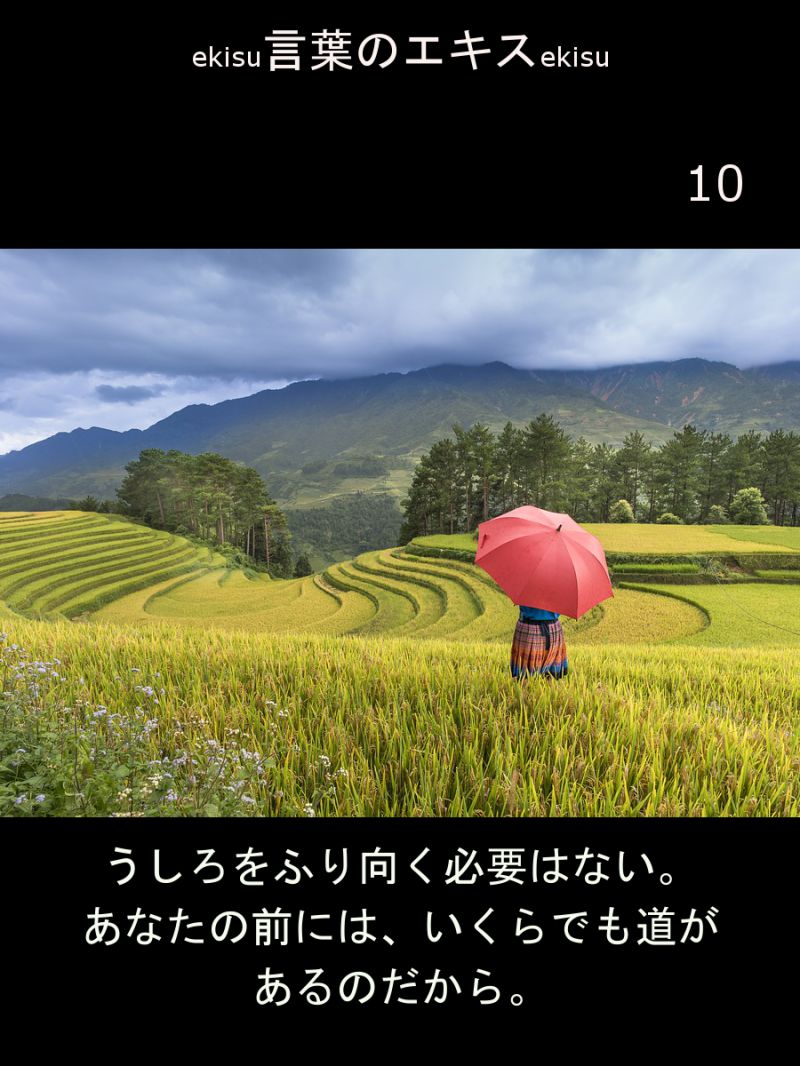 ekisu言葉のエキスekisu
10
うしろをふり向く必要はない。
あなたの前には、いくらでも道が
あるのだから。